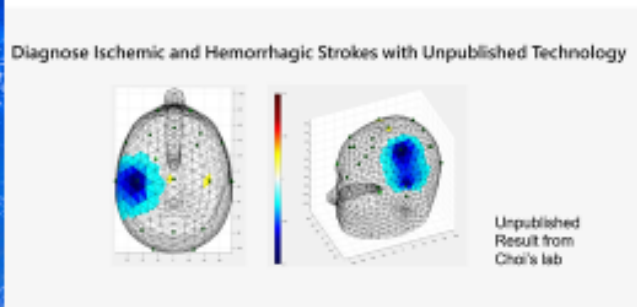 Diagnose Ischemic and Hemorrhagic Strokes with Unpublished Technology
Unpublished
Result from
Choi's lab